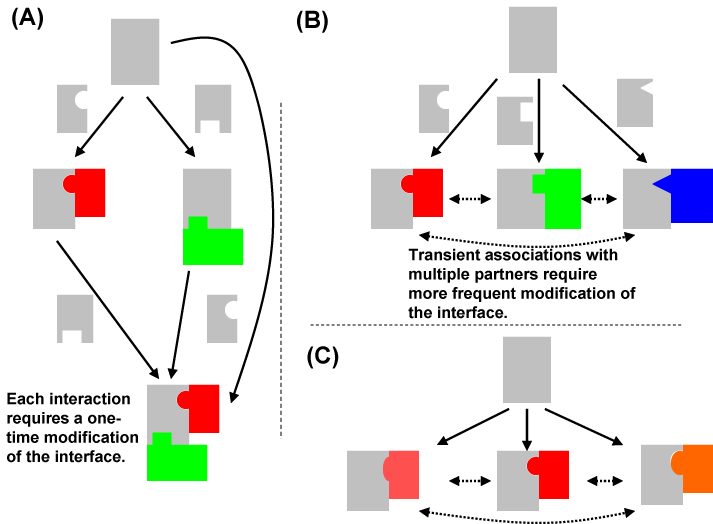 (A)
Each interaction
requires a one-
time modification
of the interface.
(B)
Transient associations with
multiple partners require
more frequent modification of
the interface.
(C)